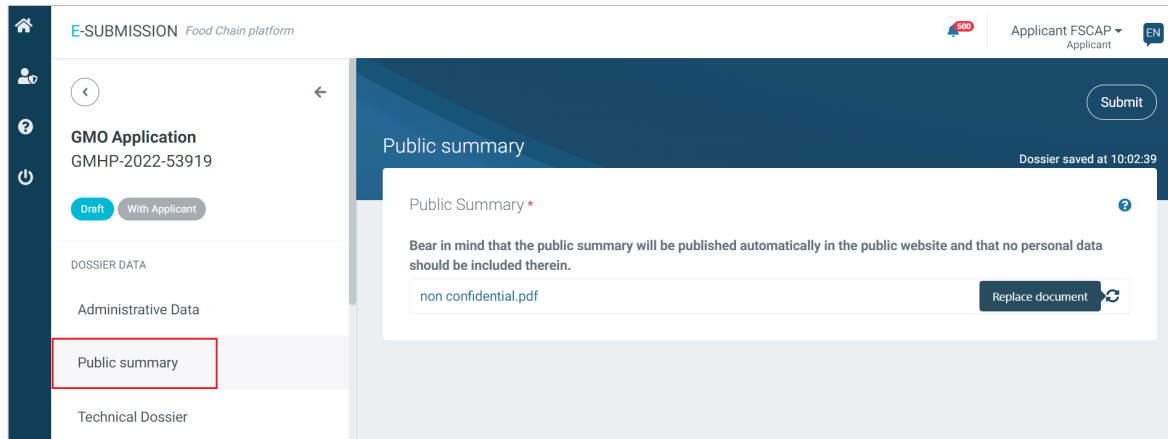 E-SUBMISSION Food Chain platform
500
Applicant FSCAP
Applicant
EN
GMO Application
GMHP-2022-53919
Draft
With Applicant
DOSSIER DATA
Administrative Data
Public summary
Technical Dossier
Submit
Public summary
Dossier saved at 10:02:39
Public Summary *
Bear in mind that the public summary will be published automatically in the public website and that no personal data
should be included therein.
non confidential.pdf
Replace document